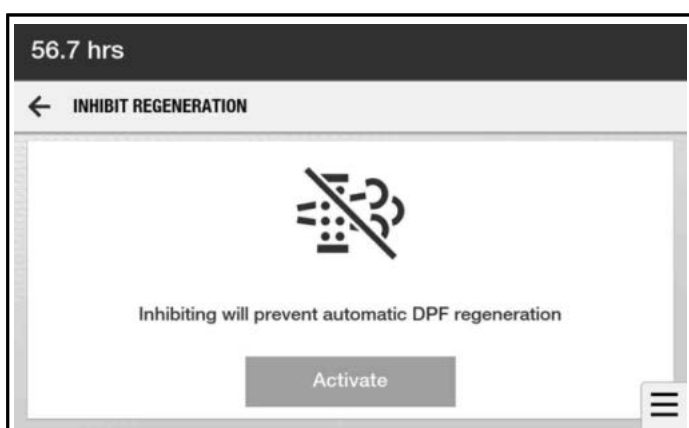 56.7 hrs
INHIBIT REGENERATION
Inhibiting will prevent automatic DPF regeneration
Activate